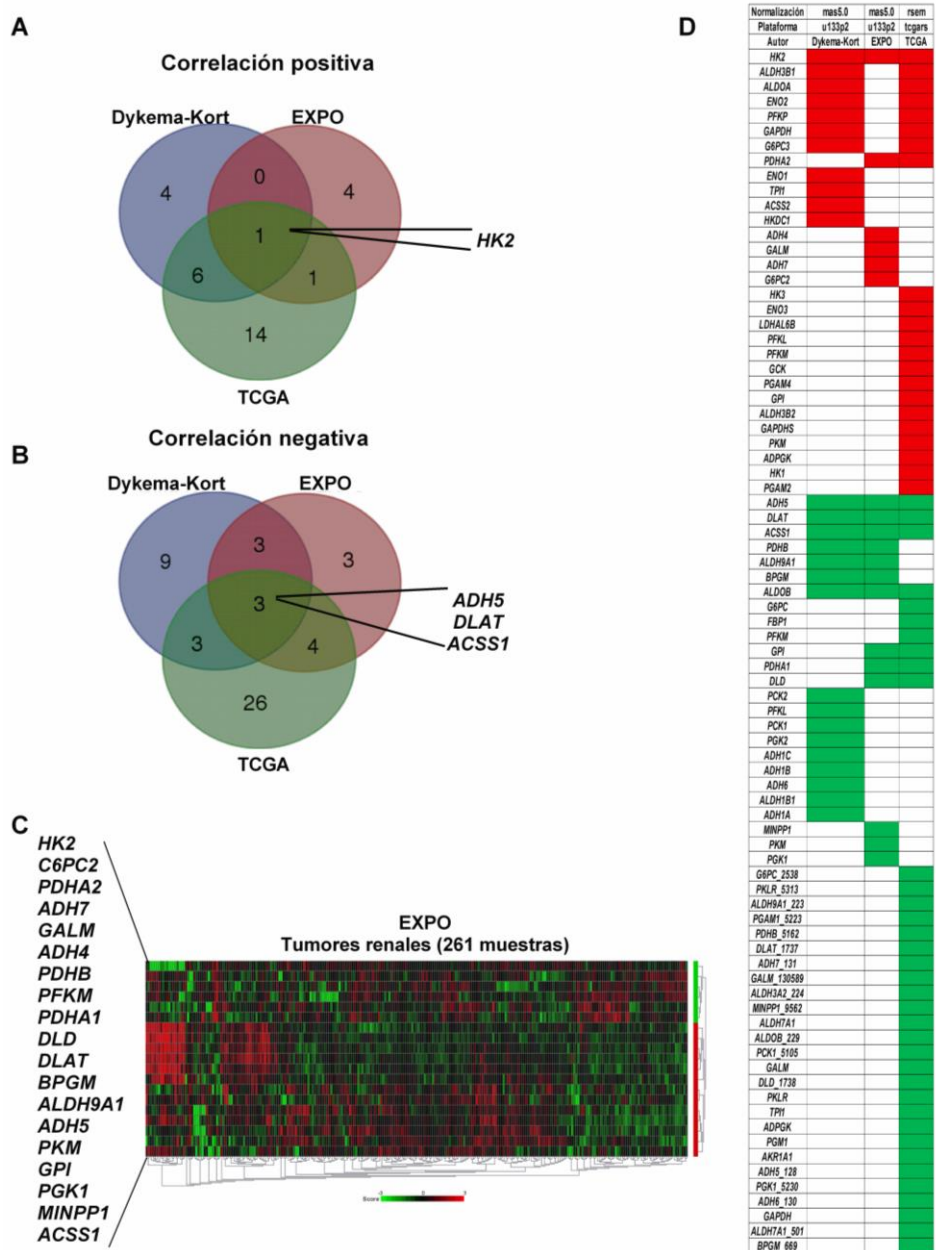 A
Correlación positiva
Dykema-Kort
EXPO
4
0
4
1
HK2
6
1
14
TCGA
B
Correlación negativa
Dykema-Kort
EXPO
9
3
3
3
ADH5
DLAT
ACSS1
3
4
26
TCGA
C
HK2
C6PC2
PDHA2
ADH7
GALM
ADH4
PDHB
PFKM
PDHA1
DLD
DLAT
BPGM
ALDH9A1
ADH5
PKM
GPI
PGK1
MINPP1
ACSS1
EXPO
Tumores renales (261 muestras)
Score
0
D
Normalización mas5.0 mas5.0 rsem
Plataforma u133p2 u133p2 tcgars
Autor Dykema-Kort EXPO TCGA
HK2
ALDH3B1
ALDOA
ENO2
PFKP
GAPDH
G6PC3
PDHA2
ENO1
TPI1
ACSS2
HKDC1
ADH4
GALM
ADH7
G6PC2
HK3
ENO3
LDHAL6B
PFKL
PFKM
GCK
PGAM4
GPI
ALDH3B2
GAPDHS
PKM
ADPGK
HK1
PGAM2
ADH5
DLAT
ACSS1
PDHB
ALDH9A1
BPGM
ALDOB
G6PC
FBP1
PFKM
GPI
PDHA1
DLD
PCK2
PFKL
PCK1
PGK2
ADH1C
ADH1B
ADH6
ALDH1B1
ADH1A
MINPP1
PKM
PGK1
G6PC_2538
PKLR_5313
ALDH9A1_223
PGAM1_5223
PDHB_5162
DLAT_1737
ADH7_131
GALM_130589
ALDH3A2_224
MINPP1_9562
ALDH7A1
ALDOB_229
PCK1_5105
GALM
DLD_1738
PKLR
TPI1
ADPGK
PGM1
AKR1A1
ADH5_128
PGK1_5230
ADH6_130
GAPDH
ALDH7A1_501
BPGM_669